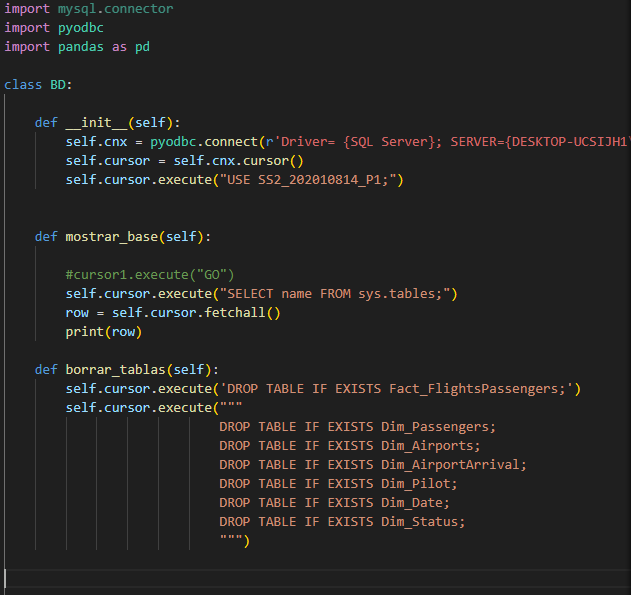 import mysql.connector
import pyodbc
import pandas as pd
class BD:
def __init__(self):
self.cnx = pyodbc.connect(r'Driver= {SQL Server}; SERVER={DESKTOP-UCSIJH1\
self.cursor = self.cnx.cursor()
self.cursor.execute("USE SS2_202010814_P1;")
def mostrar_base(self):
#cursor1.execute("GO")
self.cursor.execute("SELECT name FROM sys.tables;")
row = self.cursor.fetchall()
print(row)
def borrar_tablas(self):
self.cursor.execute('DROP TABLE IF EXISTS Fact_FlightsPassengers;')
self.cursor.execute("""
DROP TABLE IF EXISTS Dim_Passengers;
DROP TABLE IF EXISTS Dim_Airports;
DROP TABLE IF EXISTS Dim_AirportArrival;
DROP TABLE IF EXISTS Dim_Pilot;
DROP TABLE IF EXISTS Dim_Date;
DROP TABLE IF EXISTS Dim_Status;
""")